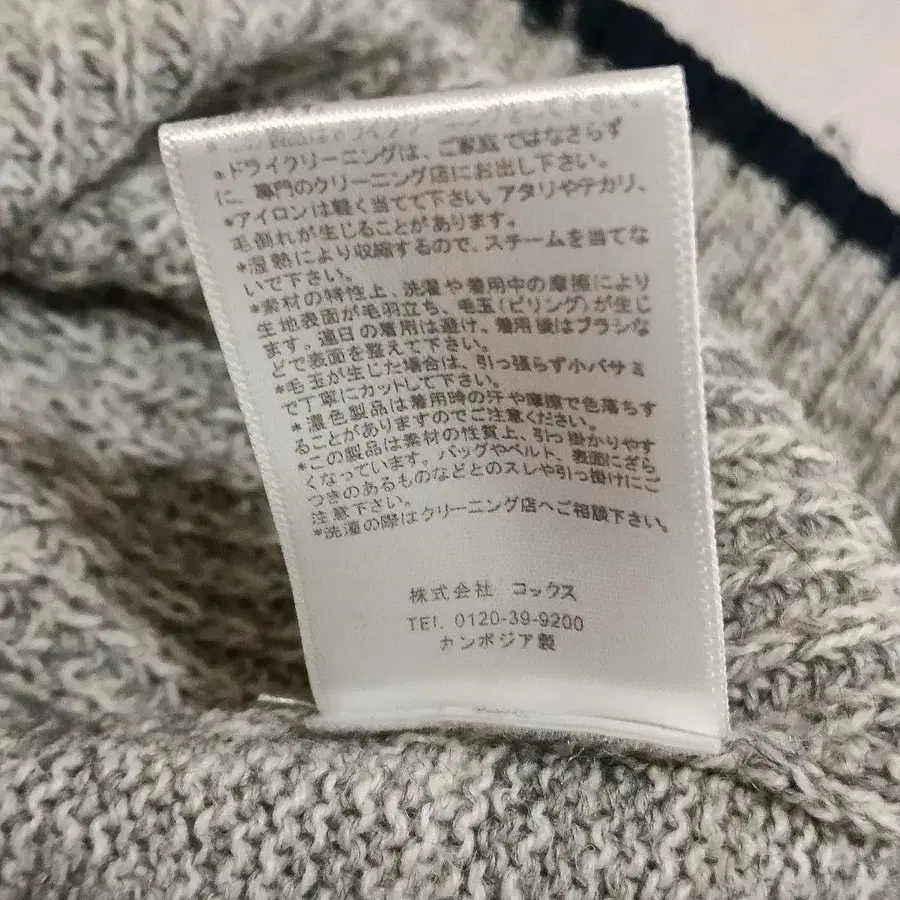 *ドライクリーニングは、ご家庭ではなさらず
に、専門のクリーニング店にお出し下さい。
*アイロンは軽く当てて下さい。アタリやテカリ、
毛倒れが生じることがあります。
*湿熱により収縮するので、スチームを当てな
いで下さい。
*素材の特性上、洗濯や着用中の摩擦により
生地表面が毛羽立ち、毛玉(ピリング)が生じ
ます。連日の着用は避け、着用後はブラシな
どで表面を整えて下さい。
*毛玉が生じた場合は、引っ張らず小バサミ
で丁寧にカットして下さい。
*濃色製品は着用時の汗や摩擦で色落ちす
ることがありますのでご注意ください。
*この製品は素材の性質上、引っ掛かりやす
くなっています。バッグやベルト、表面にざら
つきのあるものなどとのスレや引っ掛けにご
注意下さい。
*洗濯の際はクリーニング店へご相談下さい。
株式会社 コックス
TEL. 0120-39-9200
カンボジア製